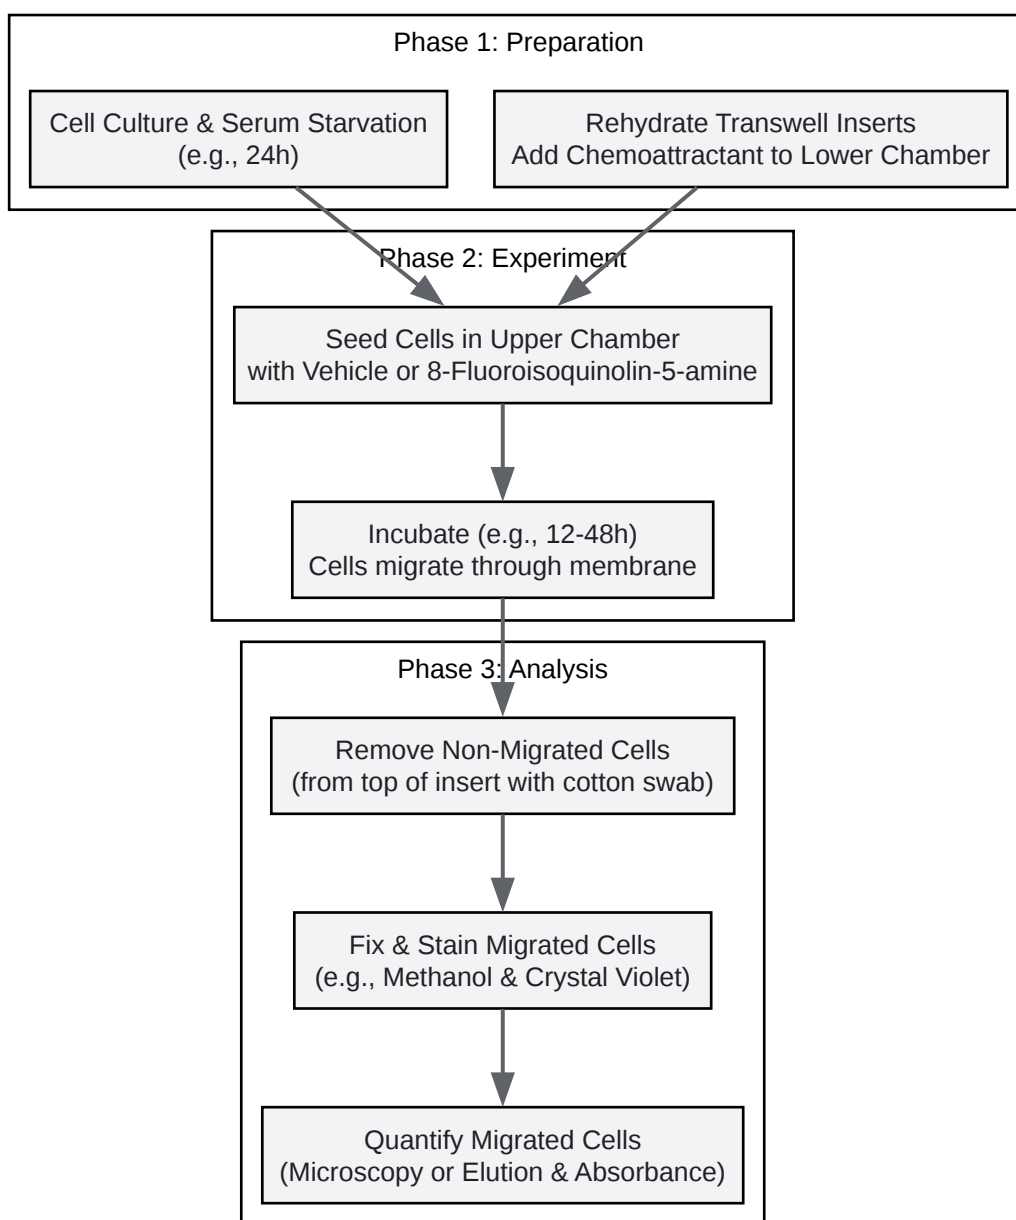 Phase 1: Preparation
Cell Culture & Serum Starvation
(e.g., 24h)
Rehydrate Transwell Inserts
Add Chemoattractant to Lower Chamber
Phase 2: Experiment
Seed Cells in Upper Chamber
with Vehicle or 8-Fluoroisoquinolin-5-amine
Incubate (e.g., 12-48h)
Cells migrate through membrane
Phase 3: Analysis
Remove Non-Migrated Cells
(from top of insert with cotton swab)
Fix & Stain Migrated Cells
(e.g., Methanol & Crystal Violet)
Quantify Migrated Cells
(Microscopy or Elution & Absorbance)